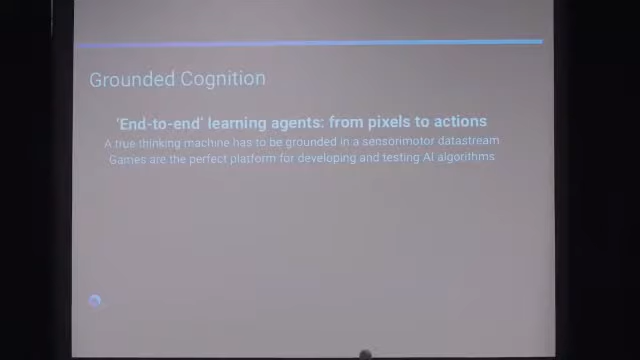 Grounded Cognition
'End-to-end' learning agents: from pixels to actions
A true thinking machine has to be grounded in a sensorimotor datastream
Games are the perfect platform for developing and testing AI algorithms